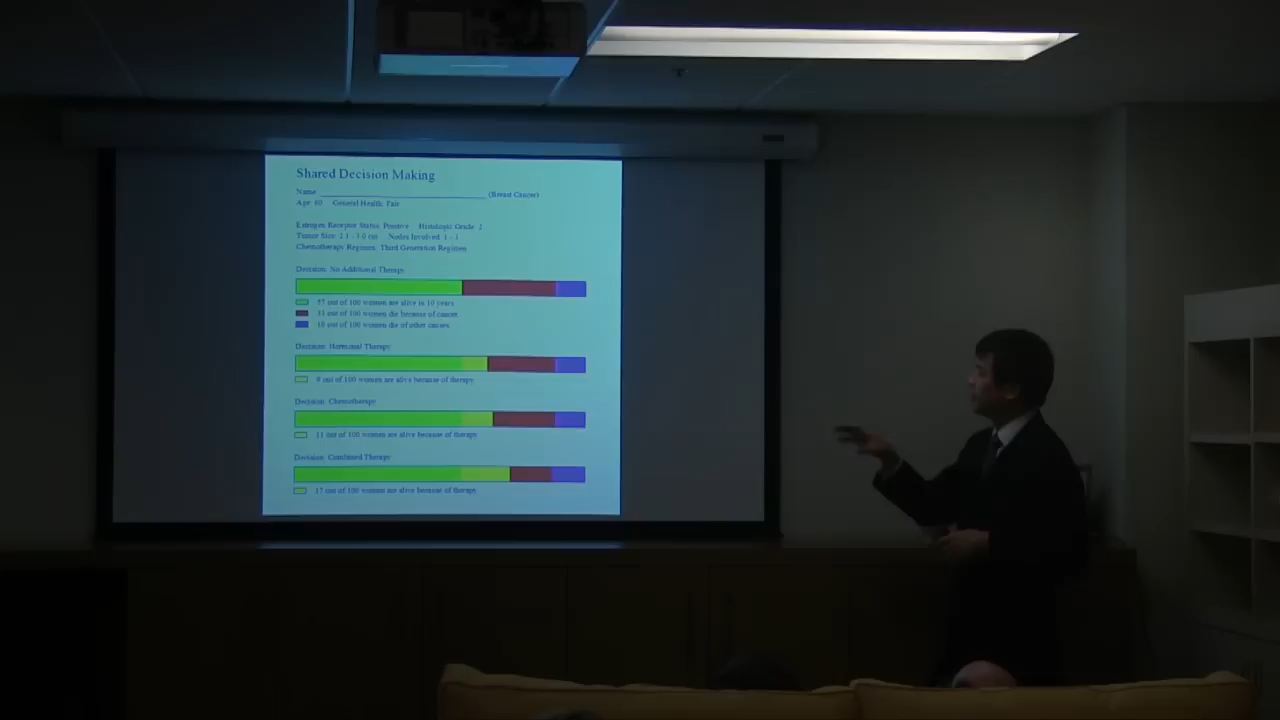 Shared Decision Making
Name (Breast Cancer)
Age: 60 General Health: Fair
Estrogen Receptor Status: Positive Histologic Grade: 2
Tumor Size: 2.1 - 3.0 cm Nodes Involved: 1 - 3
Chemotherapy Regimen: Third Generation Regimen
Decision: No Additional Therapy
57 out of 100 women are alive in 10 years.
33 out of 100 women die because of cancer.
10 out of 100 women die of other causes.
Decision: Hormonal Therapy
9 out of 100 women are alive because of therapy.
Decision: Chemotherapy
11 out of 100 women are alive because of therapy.
Decision: Combined Therapy
17 out of 100 women are alive because of therapy.